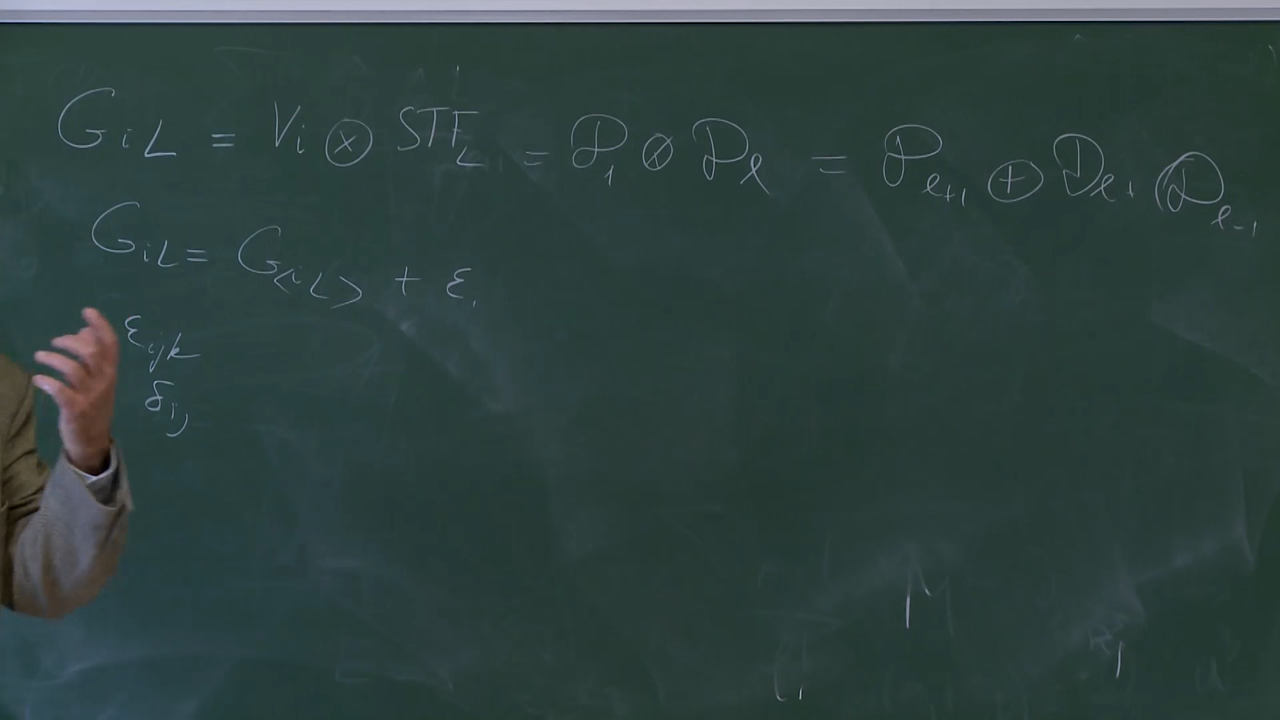 G_{iL} = V_i ⊗ STF_L = D_1 ⊗ D_ℓ = D_{ℓ+1} ⊕ D_ℓ + D_{ℓ-1}
G_{iL} = G_{<iL>} + ε
ε_{ijk}
δ_{ij}